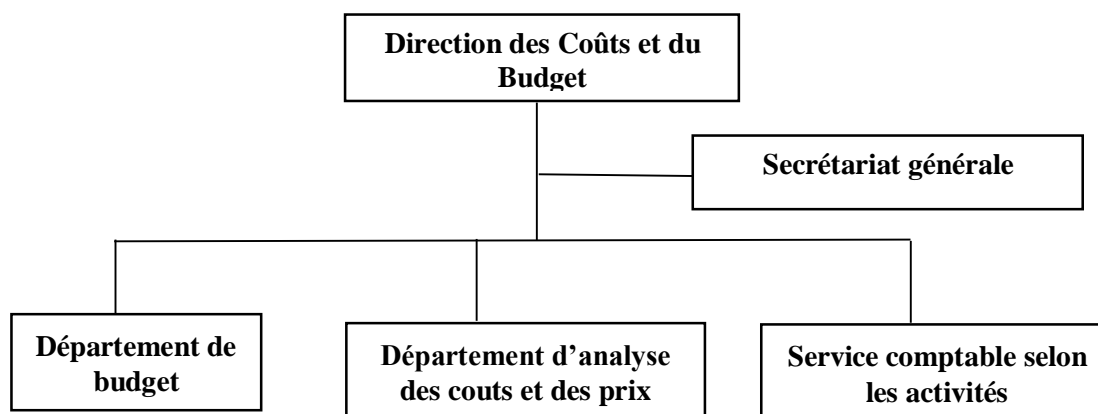 Direction des Coûts et du
Budget
Secrétariat générale
Département de
budget
Département d’analyse
des couts et des prix
Service comptable selon
les activités